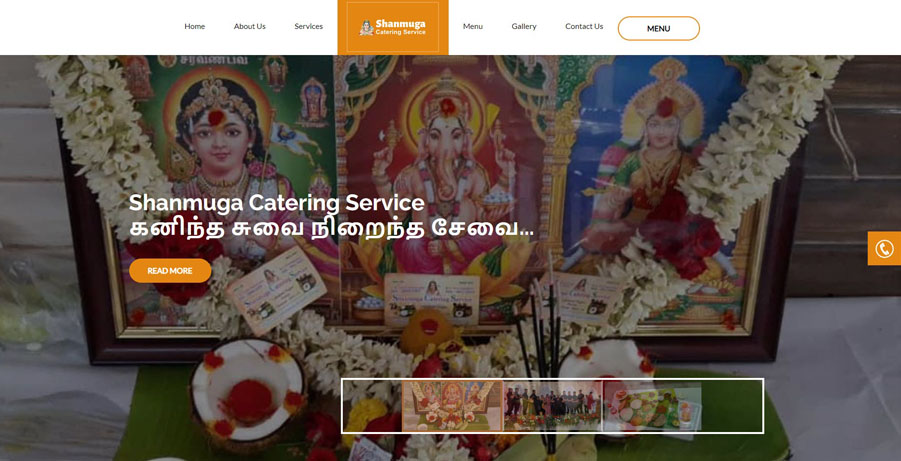 Home
About Us
Services
Shanmuga
Catering Service
Menu
Gallery
Contact Us
MENU
சரவணபவ
Shanmuga Catering Service
கனிந்த சுவை நிறைந்த சேவை...
READ MORE
Shanmuga Catering Service